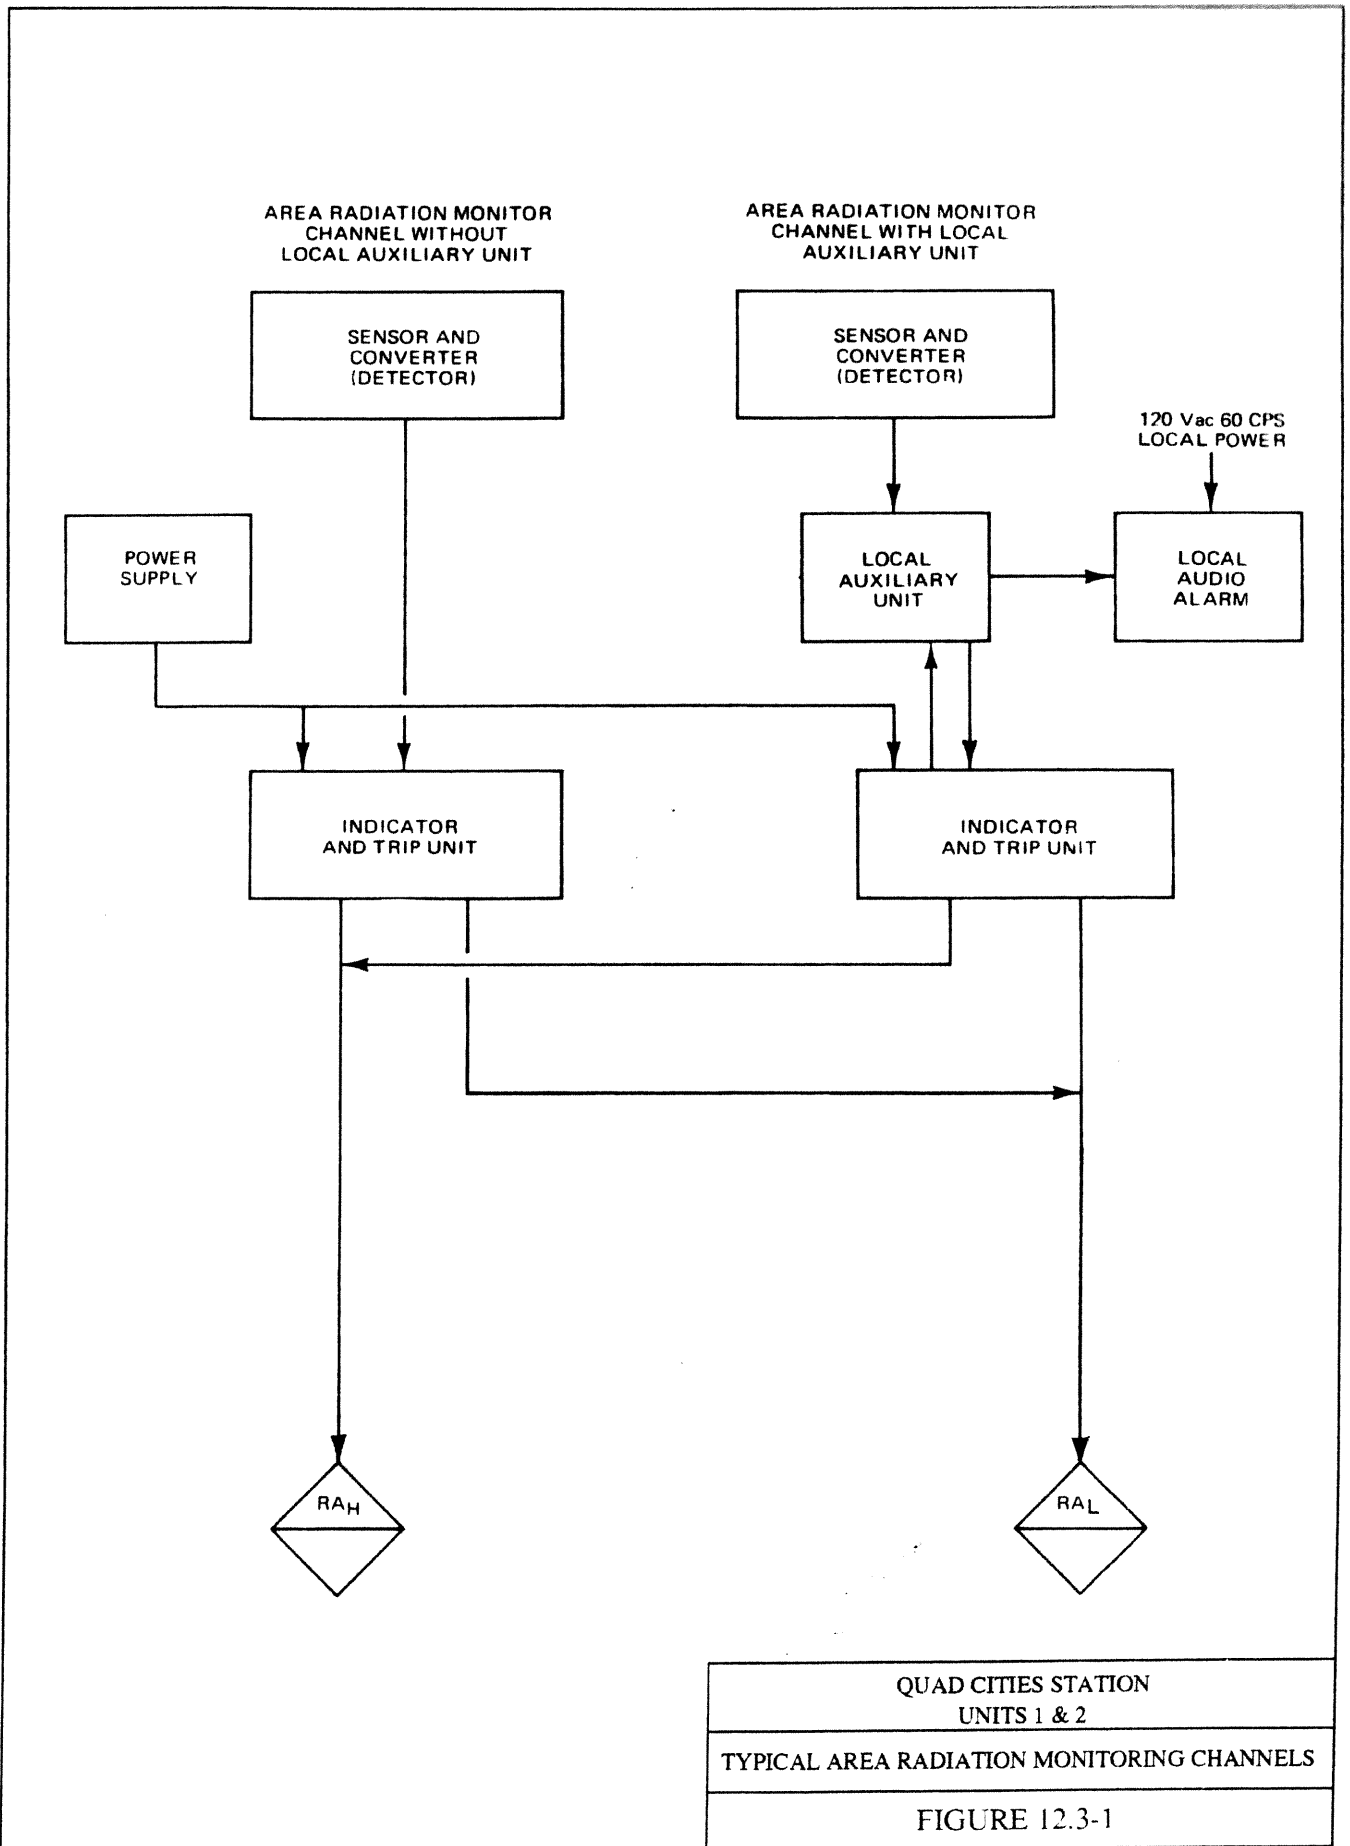 AREA RADIATION MONITOR
CHANNEL WITHOUT
LOCAL AUXILIARY UNIT
AREA RADIATION MONITOR
CHANNEL WITH LOCAL
AUXILIARY UNIT
SENSOR AND
CONVERTER
(DETECTOR)
SENSOR AND
CONVERTER
(DETECTOR)
120 Vac 60 CPS
LOCAL POWER
POWER
SUPPLY
LOCAL
AUXILIARY
UNIT
LOCAL
AUDIO
ALARM
INDICATOR
AND TRIP UNIT
INDICATOR
AND TRIP UNIT
RAH
RAL
QUAD CITIES STATION
UNITS 1 & 2
TYPICAL AREA RADIATION MONITORING CHANNELS
FIGURE 12.3-1